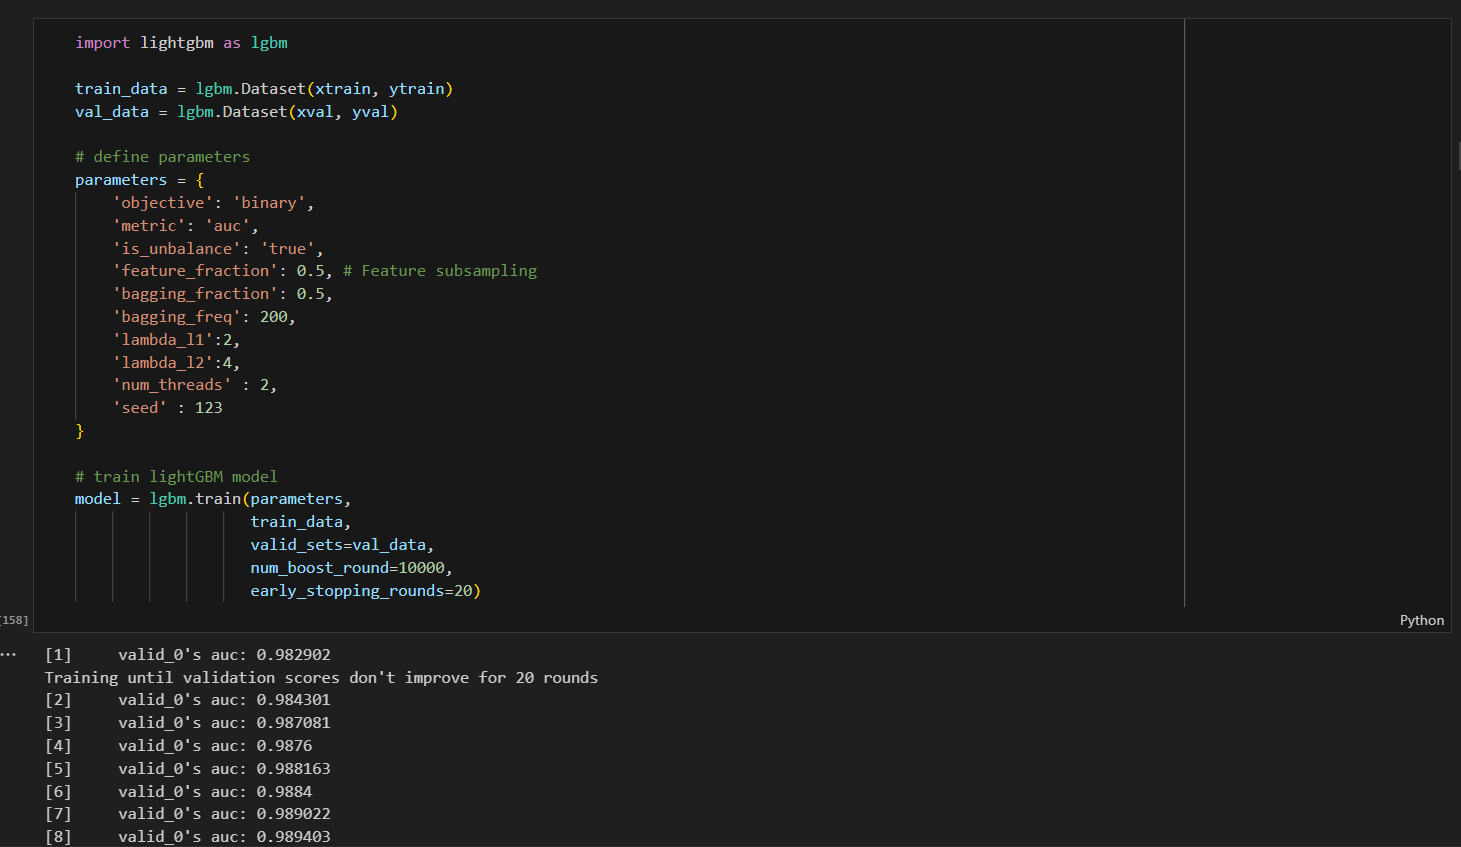 import lightgbm as lgbm
train_data = lgbm.Dataset(xtrain, ytrain)
val_data = lgbm.Dataset(xval, yval)
# define parameters
parameters = {
'objective': 'binary',
'metric': 'auc',
'is_unbalance': 'true',
'feature_fraction': 0.5, # Feature subsampling
'bagging_fraction': 0.5,
'bagging_freq': 200,
'lambda_l1':2,
'lambda_l2':4,
'num_threads' : 2,
'seed' : 123
}
# train lightGBM model
model = lgbm.train(parameters,
train_data,
valid_sets=val_data,
num_boost_round=10000,
early_stopping_rounds=20)
[158]
Python
...
[1] valid_0's auc: 0.982902
Training until validation scores don't improve for 20 rounds
[2] valid_0's auc: 0.984301
[3] valid_0's auc: 0.987081
[4] valid_0's auc: 0.9876
[5] valid_0's auc: 0.988163
[6] valid_0's auc: 0.9884
[7] valid_0's auc: 0.989022
[8] valid_0's auc: 0.989403